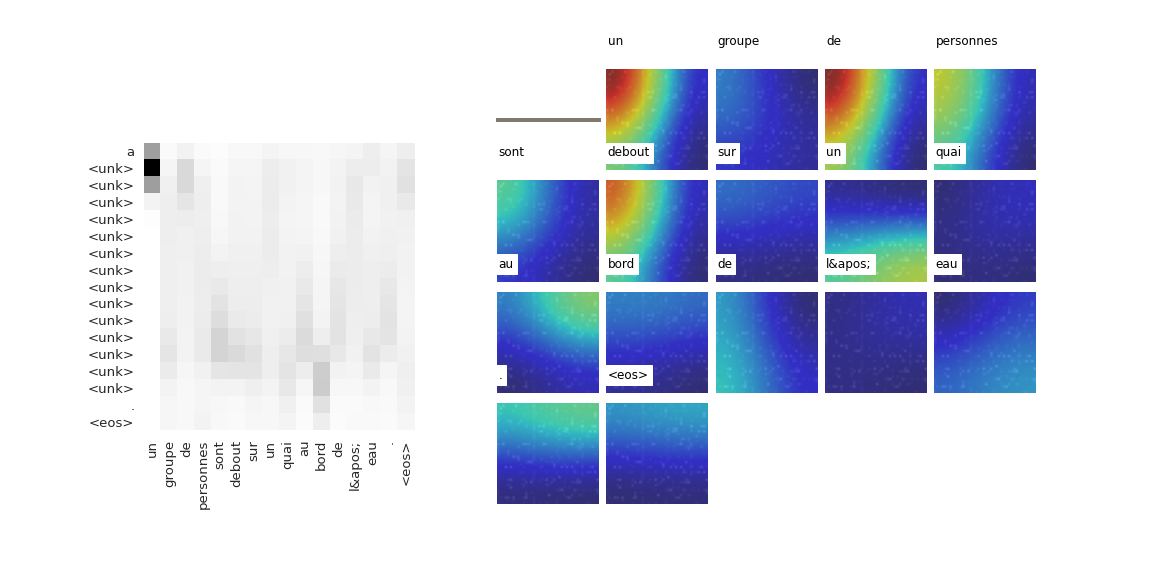 un groupe de personnes
sont debout sur un quai
au bord de l&apos; eau
. <eos>
a
<unk>
<unk>
<unk>
<unk>
<unk>
<unk>
<unk>
<unk>
<unk>
<unk>
<unk>
<unk>
<unk>
.
<eos>
un
groupe
de
personnes
sont
debout
sur
un
quai
au
bord
de
l&apos;
eau
.
<eos>